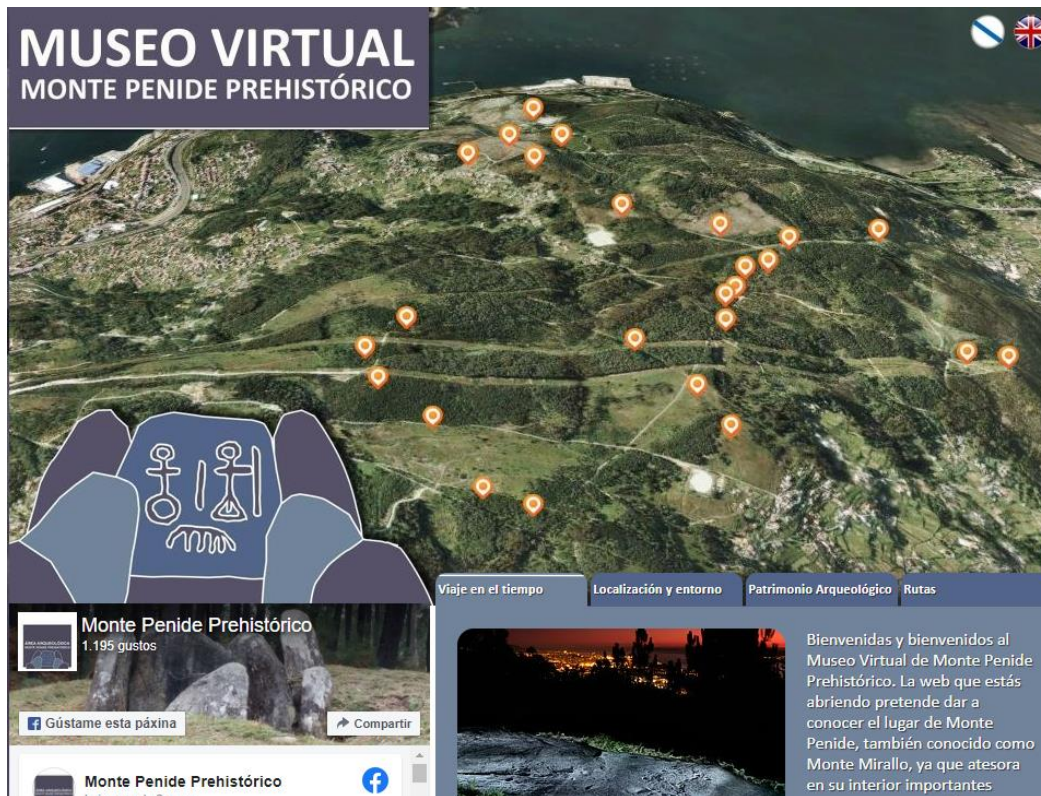 MUSEO VIRTUAL
MONTE PENIDE PREHISTÓRICO
Viaje en el tiempo
Localización y entorno
Patrimonio Arqueológico
Rutas
Monte Penide Prehistórico
1.195 gustos
Gústame esta páxina
Compartir
Monte Penide Prehistórico
Bienvenidas y bienvenidos al
Museo Virtual de Monte Penide
Prehistórico. La web que estás
abriendo pretende dar a
conocer el lugar de Monte
Penide, también conocido como
Monte Mirallo, ya que atesora
en su interior importantes